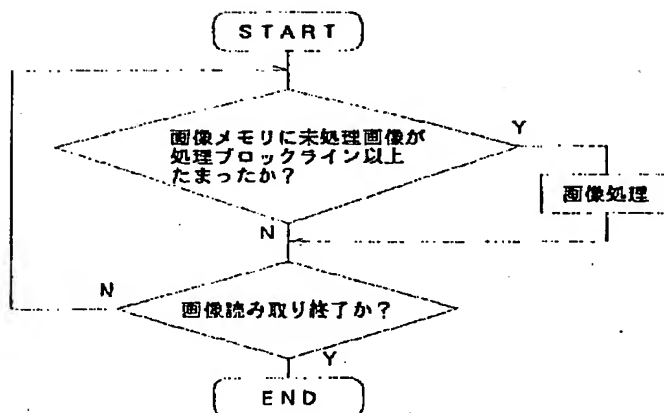 START
画像メモリに未処理画像が
処理ブロックライン以上
たまったか？
Y
画像処理
N
N
画像読み取り終了か？
Y
END